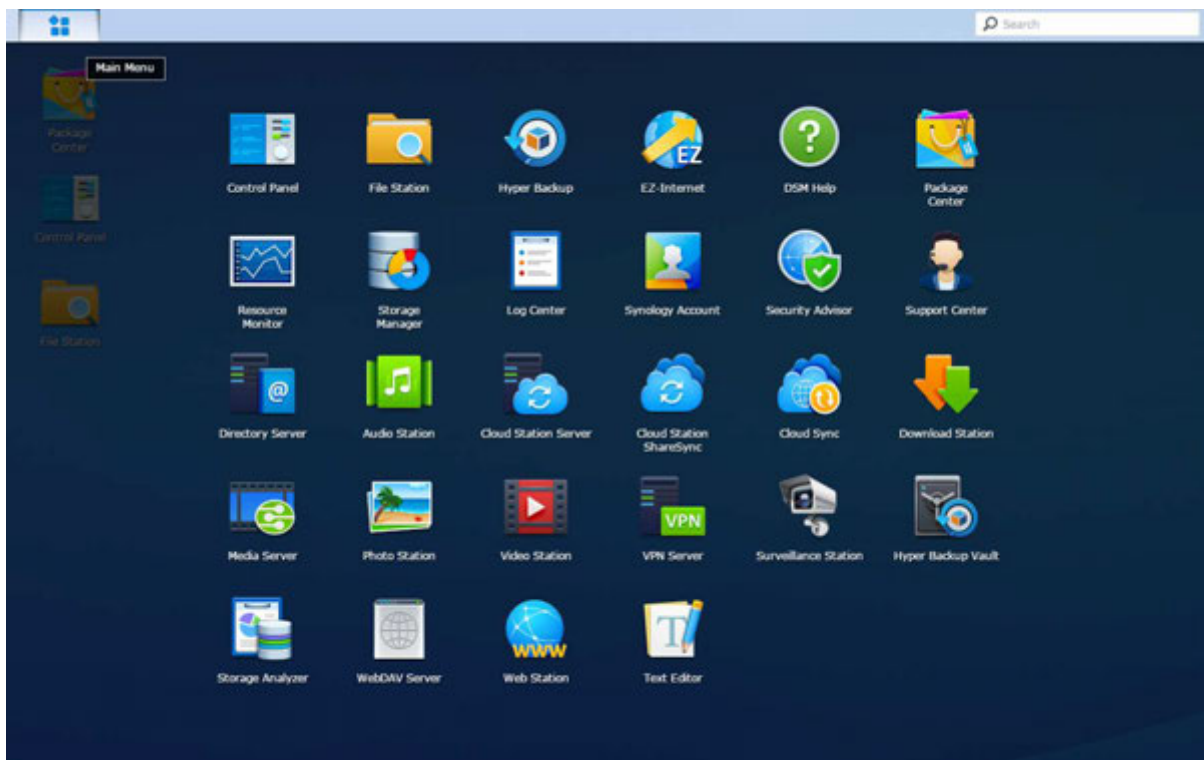 Search
Main Menu
Package
Center
Control Panel
File Station
Control Panel
File Station
Hyper Backup
EZ
EZ-Internet
?
DSM Help
Package
Center
Resource
Monitor
Storage
Manager
Log Center
Synology Account
Security Advisor
Support Center
@
Directory Server
Audio Station
Cloud Station Server
Cloud Station
ShareSync
Cloud Sync
Download Station
Media Server
Photo Station
Video Station
VPN
VPN Server
Surveillance Station
Hyper Backup Vault
Storage Analyzer
WebDAV Server
www
Web Station
T
Text Editor